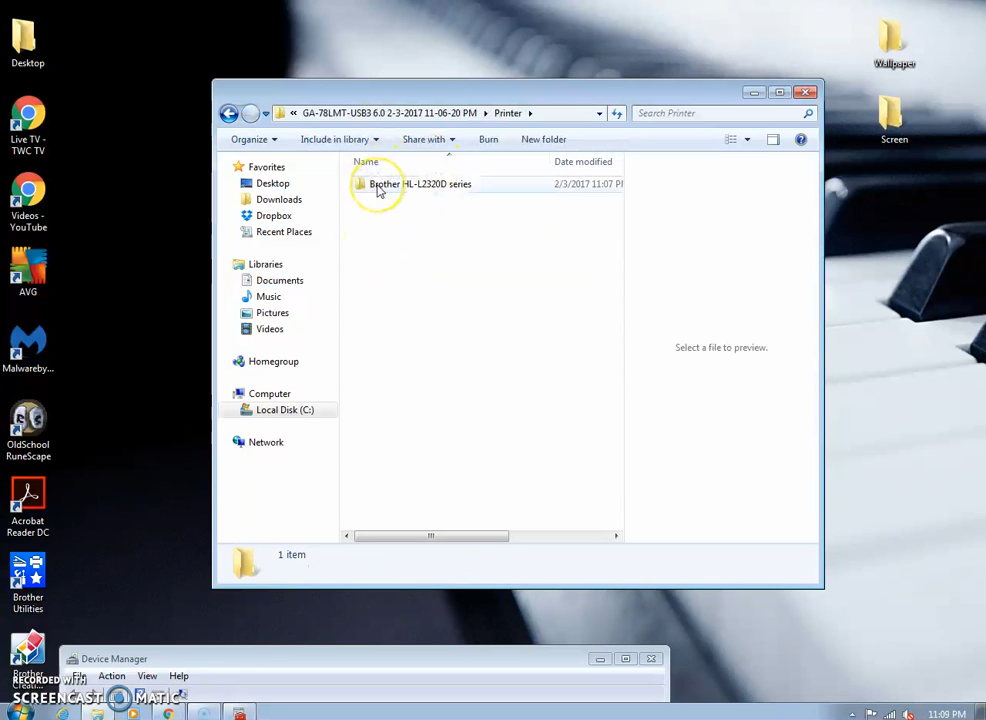 Desktop
Live TV -
TWC TV
Videos -
YouTube
AVG
Malwareby...
OldSchool
RuneScape
Acrobat
Reader DC
Brother
Utilities
Brother
Creati...
Wallpaper
Screen
« GA-78LMT-USB3 6.0 2-3-2017 11-06-20 PM ▸ Printer ▸
Search Printer
Organize
Include in library
Share with
Burn
New folder
Favorites
Desktop
Downloads
Dropbox
Recent Places
Libraries
Documents
Music
Pictures
Videos
Homegroup
Computer
Local Disk (C:)
Network
Name
Date modified
Brother HL-L2320D series
2/3/2017 11:07 PM
Select a file to preview.
1 item
Device Manager
File Action View Help
RECORDED WITH
SCREENCAST MATIC
11:09 PM